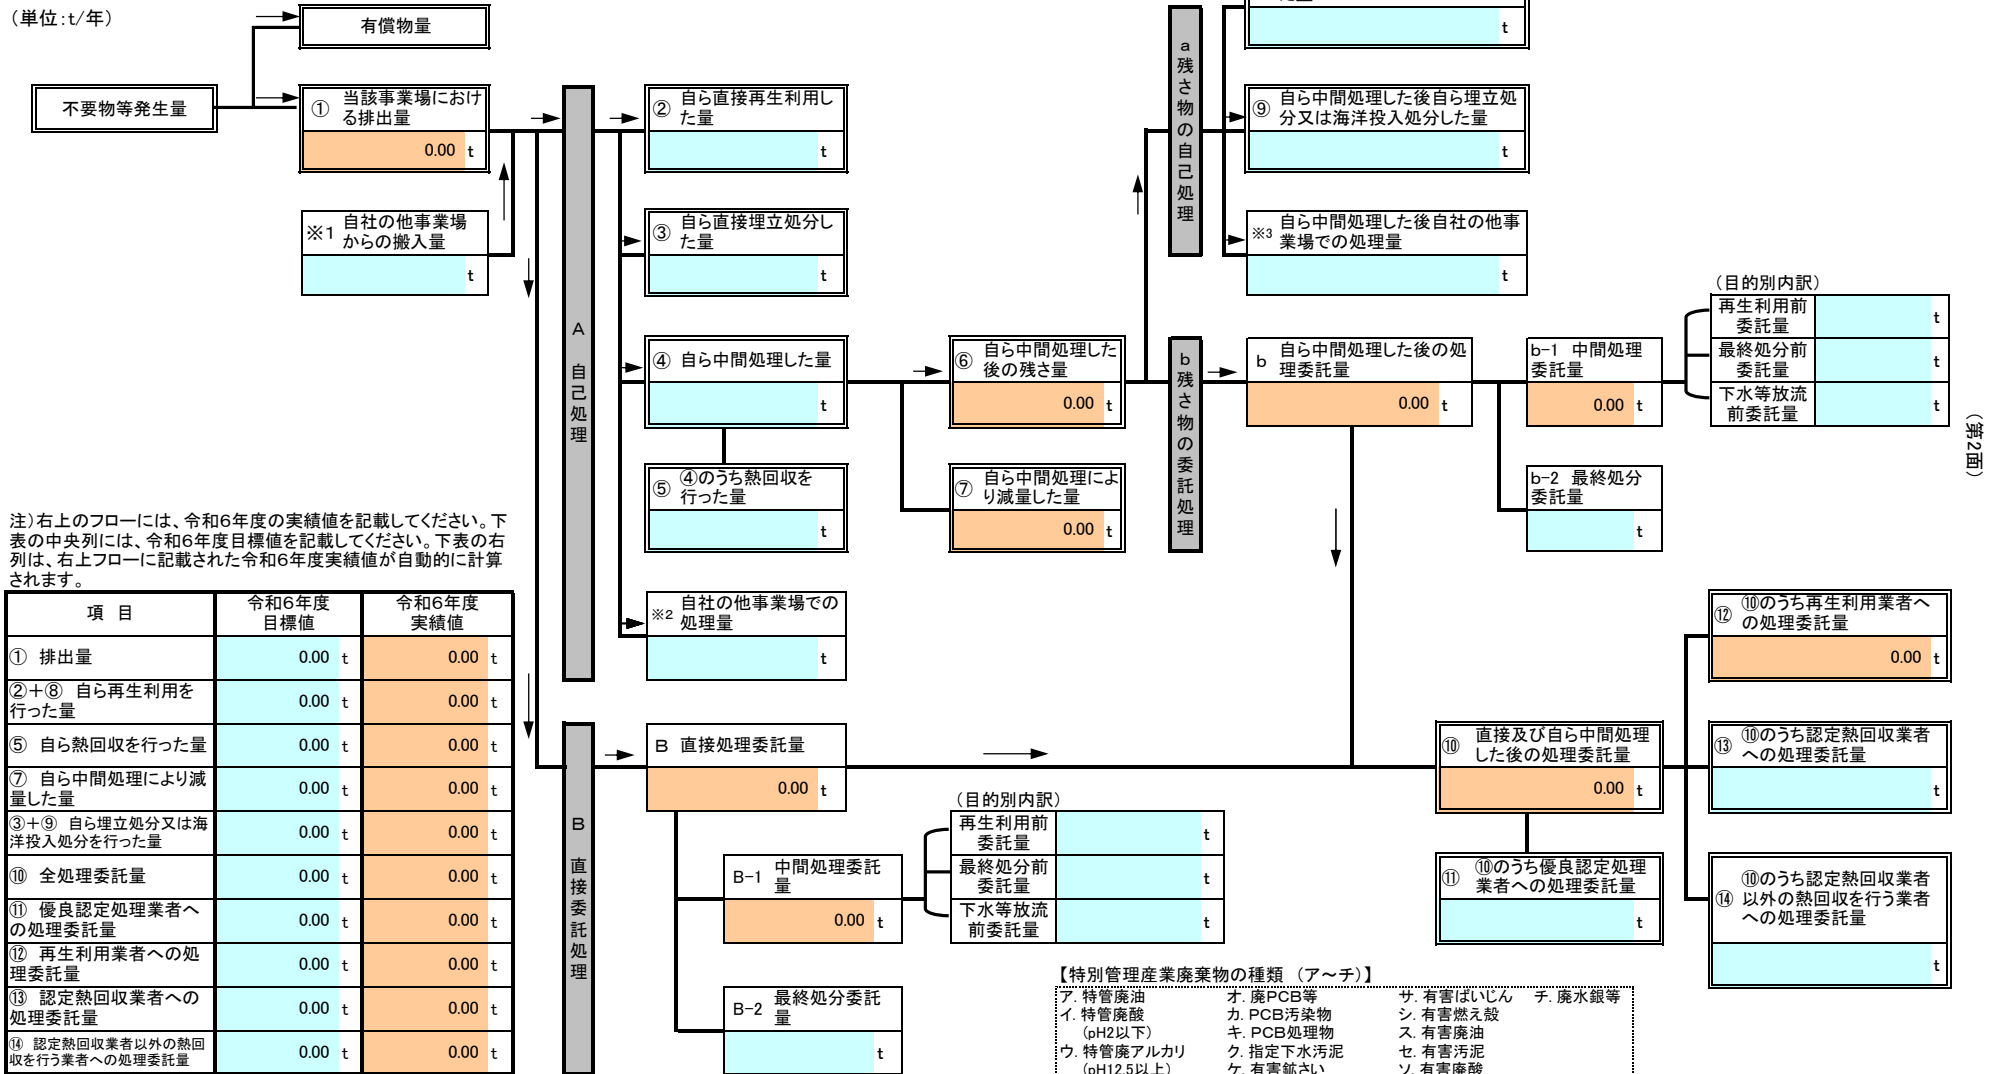 （単位：t/年）
有償物量
不要物等発生量
① 当該事業場におけ
る排出量
0.00 t
※1 自社の他事業場
からの搬入量
t
A 自己処理
② 自ら直接再生利用し
た量
t
③ 自ら直接埋立処分し
た量
t
④ 自ら中間処理した量
t
⑤ ④のうち熱回収を
行った量
t
※2 自社の他事業場での
処理量
t
⑥ 自ら中間処理した
後の残さ量
0.00 t
⑦ 自ら中間処理によ
り減量した量
0.00 t
a 残さ物の自己処理
t
⑨ 自ら中間処理した後自ら埋立処
分又は海洋投入処分した量
t
※3 自ら中間処理した後自社の他事
業場での処理量
t
b 残さ物の委託処理
b 自ら中間処理した後の処
理委託量
0.00 t
b-1 中間処理
委託量
0.00 t
（目的別内訳）
再生利用前
委託量
t
最終処分前
委託量
t
下水等放流
前委託量
t
b-2 最終処分
委託量
t
（第2面）
注）右上のフローには、令和6年度の実績値を記載してください。下
表の中央列には、令和6年度目標値を記載してください。下表の右
列は、右上フローに記載された令和6年度実績値が自動的に計算
されます。
項 目 令和6年度
目標値 令和6年度
実績値
① 排出量 0.00 t 0.00 t
②＋⑧ 自ら再生利用を
行った量 0.00 t 0.00 t
⑤ 自ら熱回収を行った量 0.00 t 0.00 t
⑦ 自ら中間処理により減
量した量 0.00 t 0.00 t
③＋⑨ 自ら埋立処分又は海
洋投入処分を行った量 0.00 t 0.00 t
⑩ 全処理委託量 0.00 t 0.00 t
⑪ 優良認定処理業者へ
の処理委託量 0.00 t 0.00 t
⑫ 再生利用業者への処
理委託量 0.00 t 0.00 t
⑬ 認定熱回収業者への
処理委託量 0.00 t 0.00 t
⑭ 認定熱回収業者以外の熱回
収を行う業者への処理委託量 0.00 t 0.00 t
B 直接委託処理
B 直接処理委託量
0.00 t
B-1 中間処理委託
量
0.00 t
（目的別内訳）
再生利用前
委託量
t
最終処分前
委託量
t
下水等放流
前委託量
t
B-2 最終処分委託
量
t
⑩ 直接及び自ら中間処理
した後の処理委託量
0.00 t
⑪ ⑩のうち優良認定処理
業者への処理委託量
t
⑫ ⑩のうち再生利用業者へ
の処理委託量
0.00 t
⑬ ⑩のうち認定熱回収業者
への処理委託量
t
⑭ ⑩のうち認定熱回収業者
以外の熱回収を行う業者
への処理委託量
t
【特別管理産業廃棄物の種類 （ア～チ）】
ア．特管廃油 オ．廃PCB等 サ．有害ばいじん チ．廃水銀等
イ．特管廃酸 カ．PCB汚染物 シ．有害燃え殻
（pH2以下） キ．PCB処理物 ス．有害廃油
ウ．特管廃アルカリ ク．指定下水汚泥 セ．有害汚泥
（pH12.5以上） ケ．有害鉱さい ソ．有害廃酸